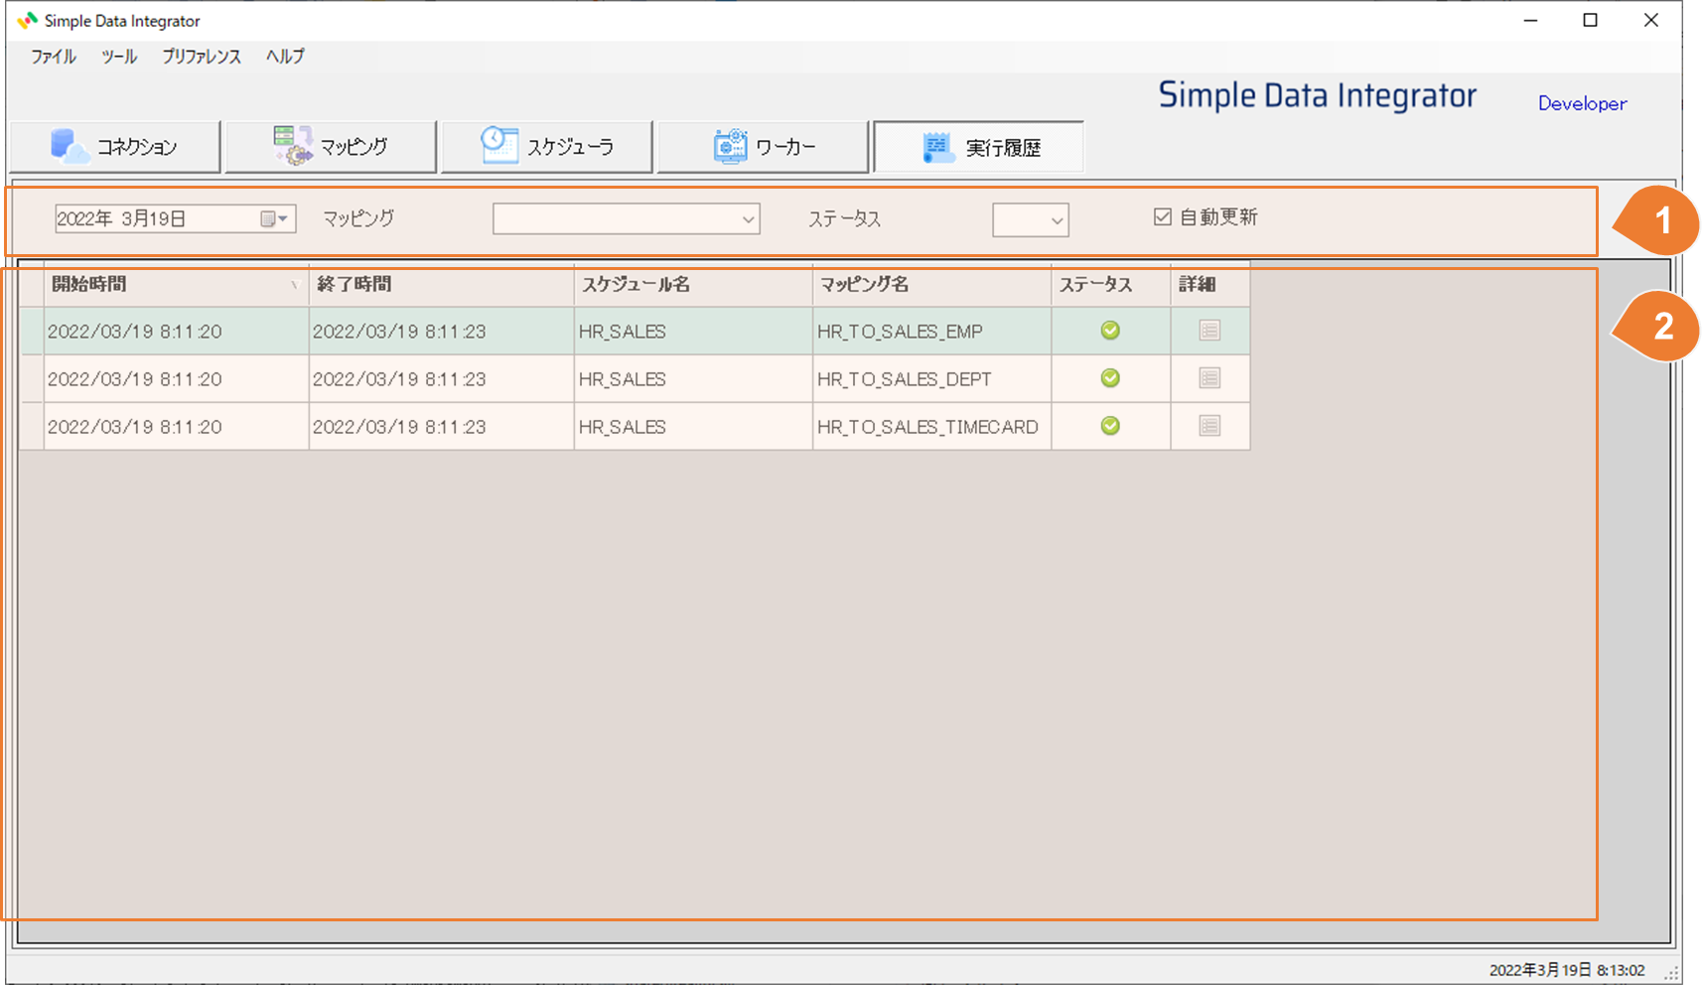 Simple Data Integrator
ファイル ツール プリファレンス ヘルプ
Simple Data Integrator Developer
コネクション マッピング スケジューラ ワーカー 実行履歴
2022年 3月19日 マッピング ステータス 自動更新 1
開始時間 終了時間 スケジュール名 マッピング名 ステータス 詳細
2022/03/19 8:11:20 2022/03/19 8:11:23 HR_SALES HR_TO_SALES_EMP 2
2022/03/19 8:11:20 2022/03/19 8:11:23 HR_SALES HR_TO_SALES_DEPT
2022/03/19 8:11:20 2022/03/19 8:11:23 HR_SALES HR_TO_SALES_TIMECARD
2022年3月19日 8:13:02